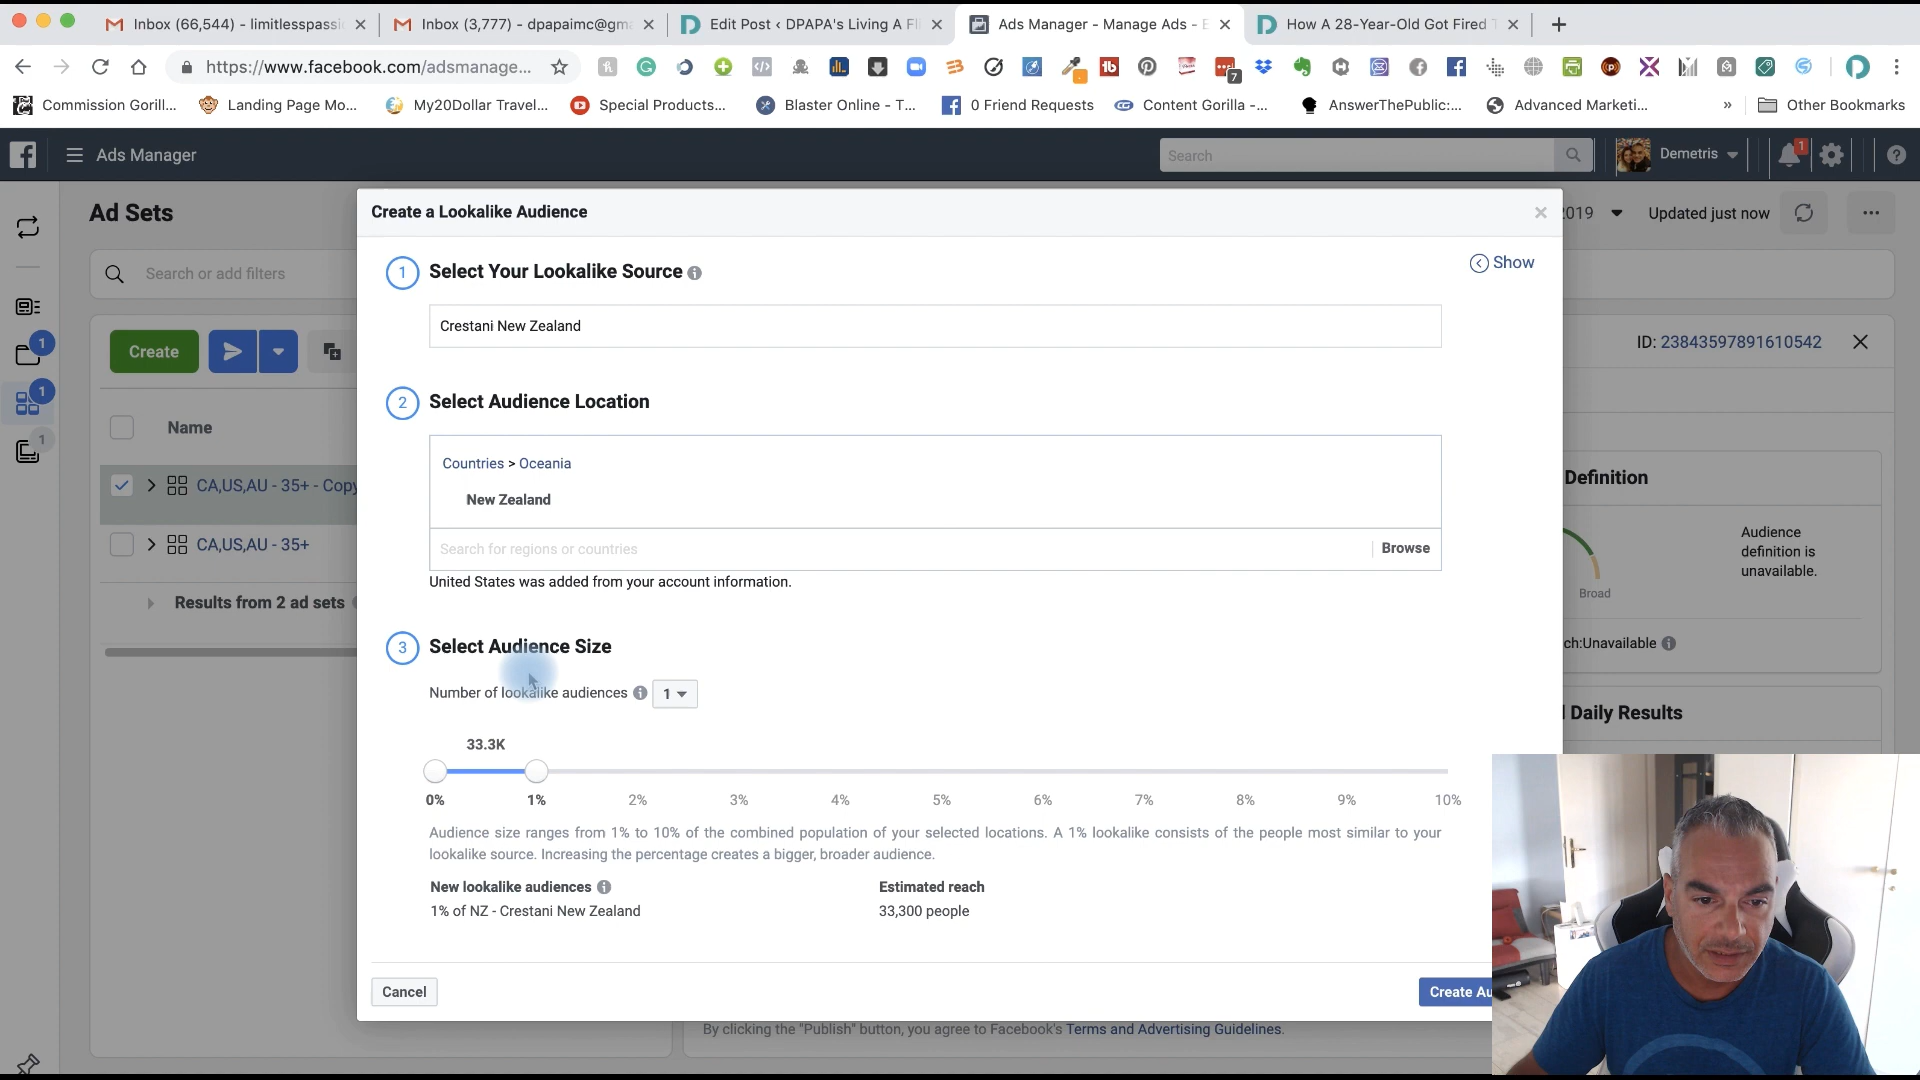 Inbox (66,544) - limitlesspassi
Inbox (3,777) - dpapaimc@gm
Edit Post ‹ DPAPA's Living A Fl
Ads Manager - Manage Ads - E
How A 28-Year-Old Got Fired T
https://www.facebook.com/adsmanage...
7
Commission Gorill...
Landing Page Mo...
My20Dollar Travel...
Special Products...
Blaster Online - T...
0 Friend Requests
Content Gorilla -...
AnswerThePublic:...
Advanced Marketi...
»
Other Bookmarks
Ads Manager
Search
Demetris
1
Ad Sets
2019
Updated just now
Search or add filters
Create
ID: 23843597891610542
1
1
1
Name
CA,US,AU - 35+ - Copy
CA,US,AU - 35+
Results from 2 ad sets
Create a Lookalike Audience
Show
1
Select Your Lookalike Source
Crestani New Zealand
2
Select Audience Location
Countries > Oceania
New Zealand
Search for regions or countries
Browse
United States was added from your account information.
3
Select Audience Size
Number of lookalike audiences
1
33.3K
0% 1% 2% 3% 4% 5% 6% 7% 8% 9% 10%
Audience size ranges from 1% to 10% of the combined population of your selected locations. A 1% lookalike consists of the people most similar to your
lookalike source. Increasing the percentage creates a bigger, broader audience.
New lookalike audiences
Estimated reach
1% of NZ - Crestani New Zealand
33,300 people
Cancel
Create Au
Definition
Audience
definition is
unavailable.
Broad
ch:Unavailable
Daily Results
By clicking the "Publish" button, you agree to Facebook's Terms and Advertising Guidelines.